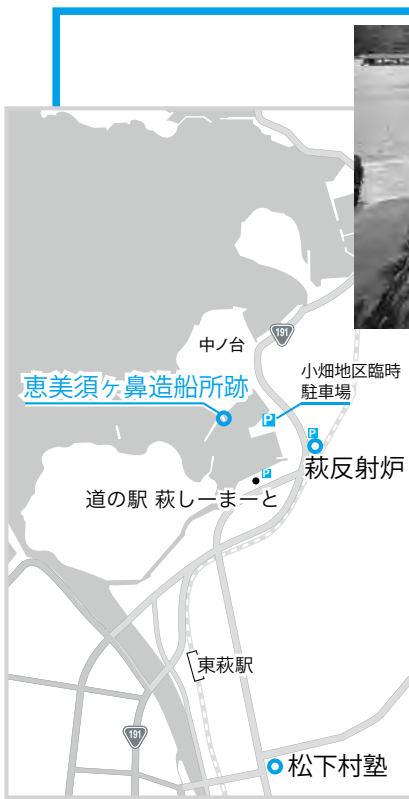 191
中ノ台
小畑地区臨時
駐車場
恵美須ヶ鼻造船所跡
P
P
萩反射炉
P
道の駅 萩しーまーと
東萩駅
191
松下村塾